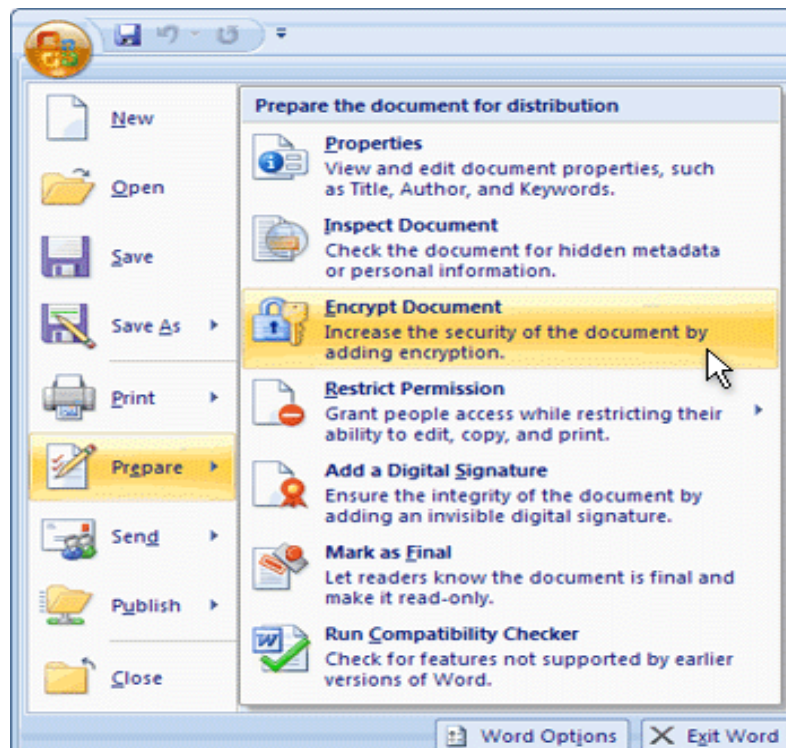 New
Open
Save
Save As
Print
Prepare
Send
Publish
Close
Prepare the document for distribution
Properties
View and edit document properties, such
as Title, Author, and Keywords.
Inspect Document
Check the document for hidden metadata
or personal information.
Encrypt Document
Increase the security of the document by
adding encryption.
Restrict Permission
Grant people access while restricting their
ability to edit, copy, and print.
Add a Digital Signature
Ensure the integrity of the document by
adding an invisible digital signature.
Mark as Final
Let readers know the document is final and
make it read-only.
Run Compatibility Checker
Check for features not supported by earlier
versions of Word.
Word Options
Exit Word